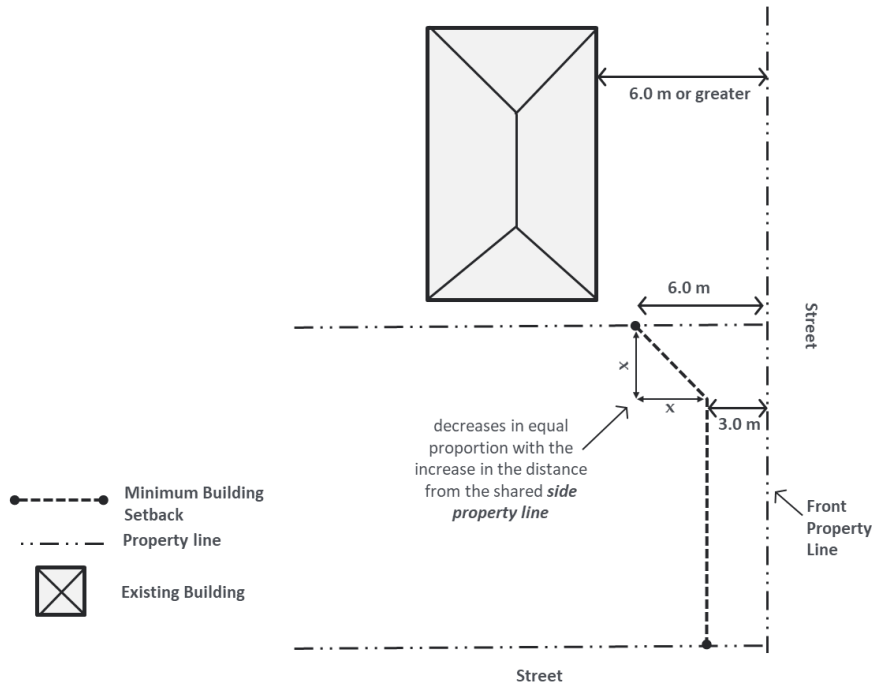 6.0 m or greater
6.0 m
Street
x
x
3.0 m
decreases in equal
proportion with the
increase in the distance
from the shared side
property line
Minimum Building
Setback
Property line
Existing Building
Front
Property
Line
Street